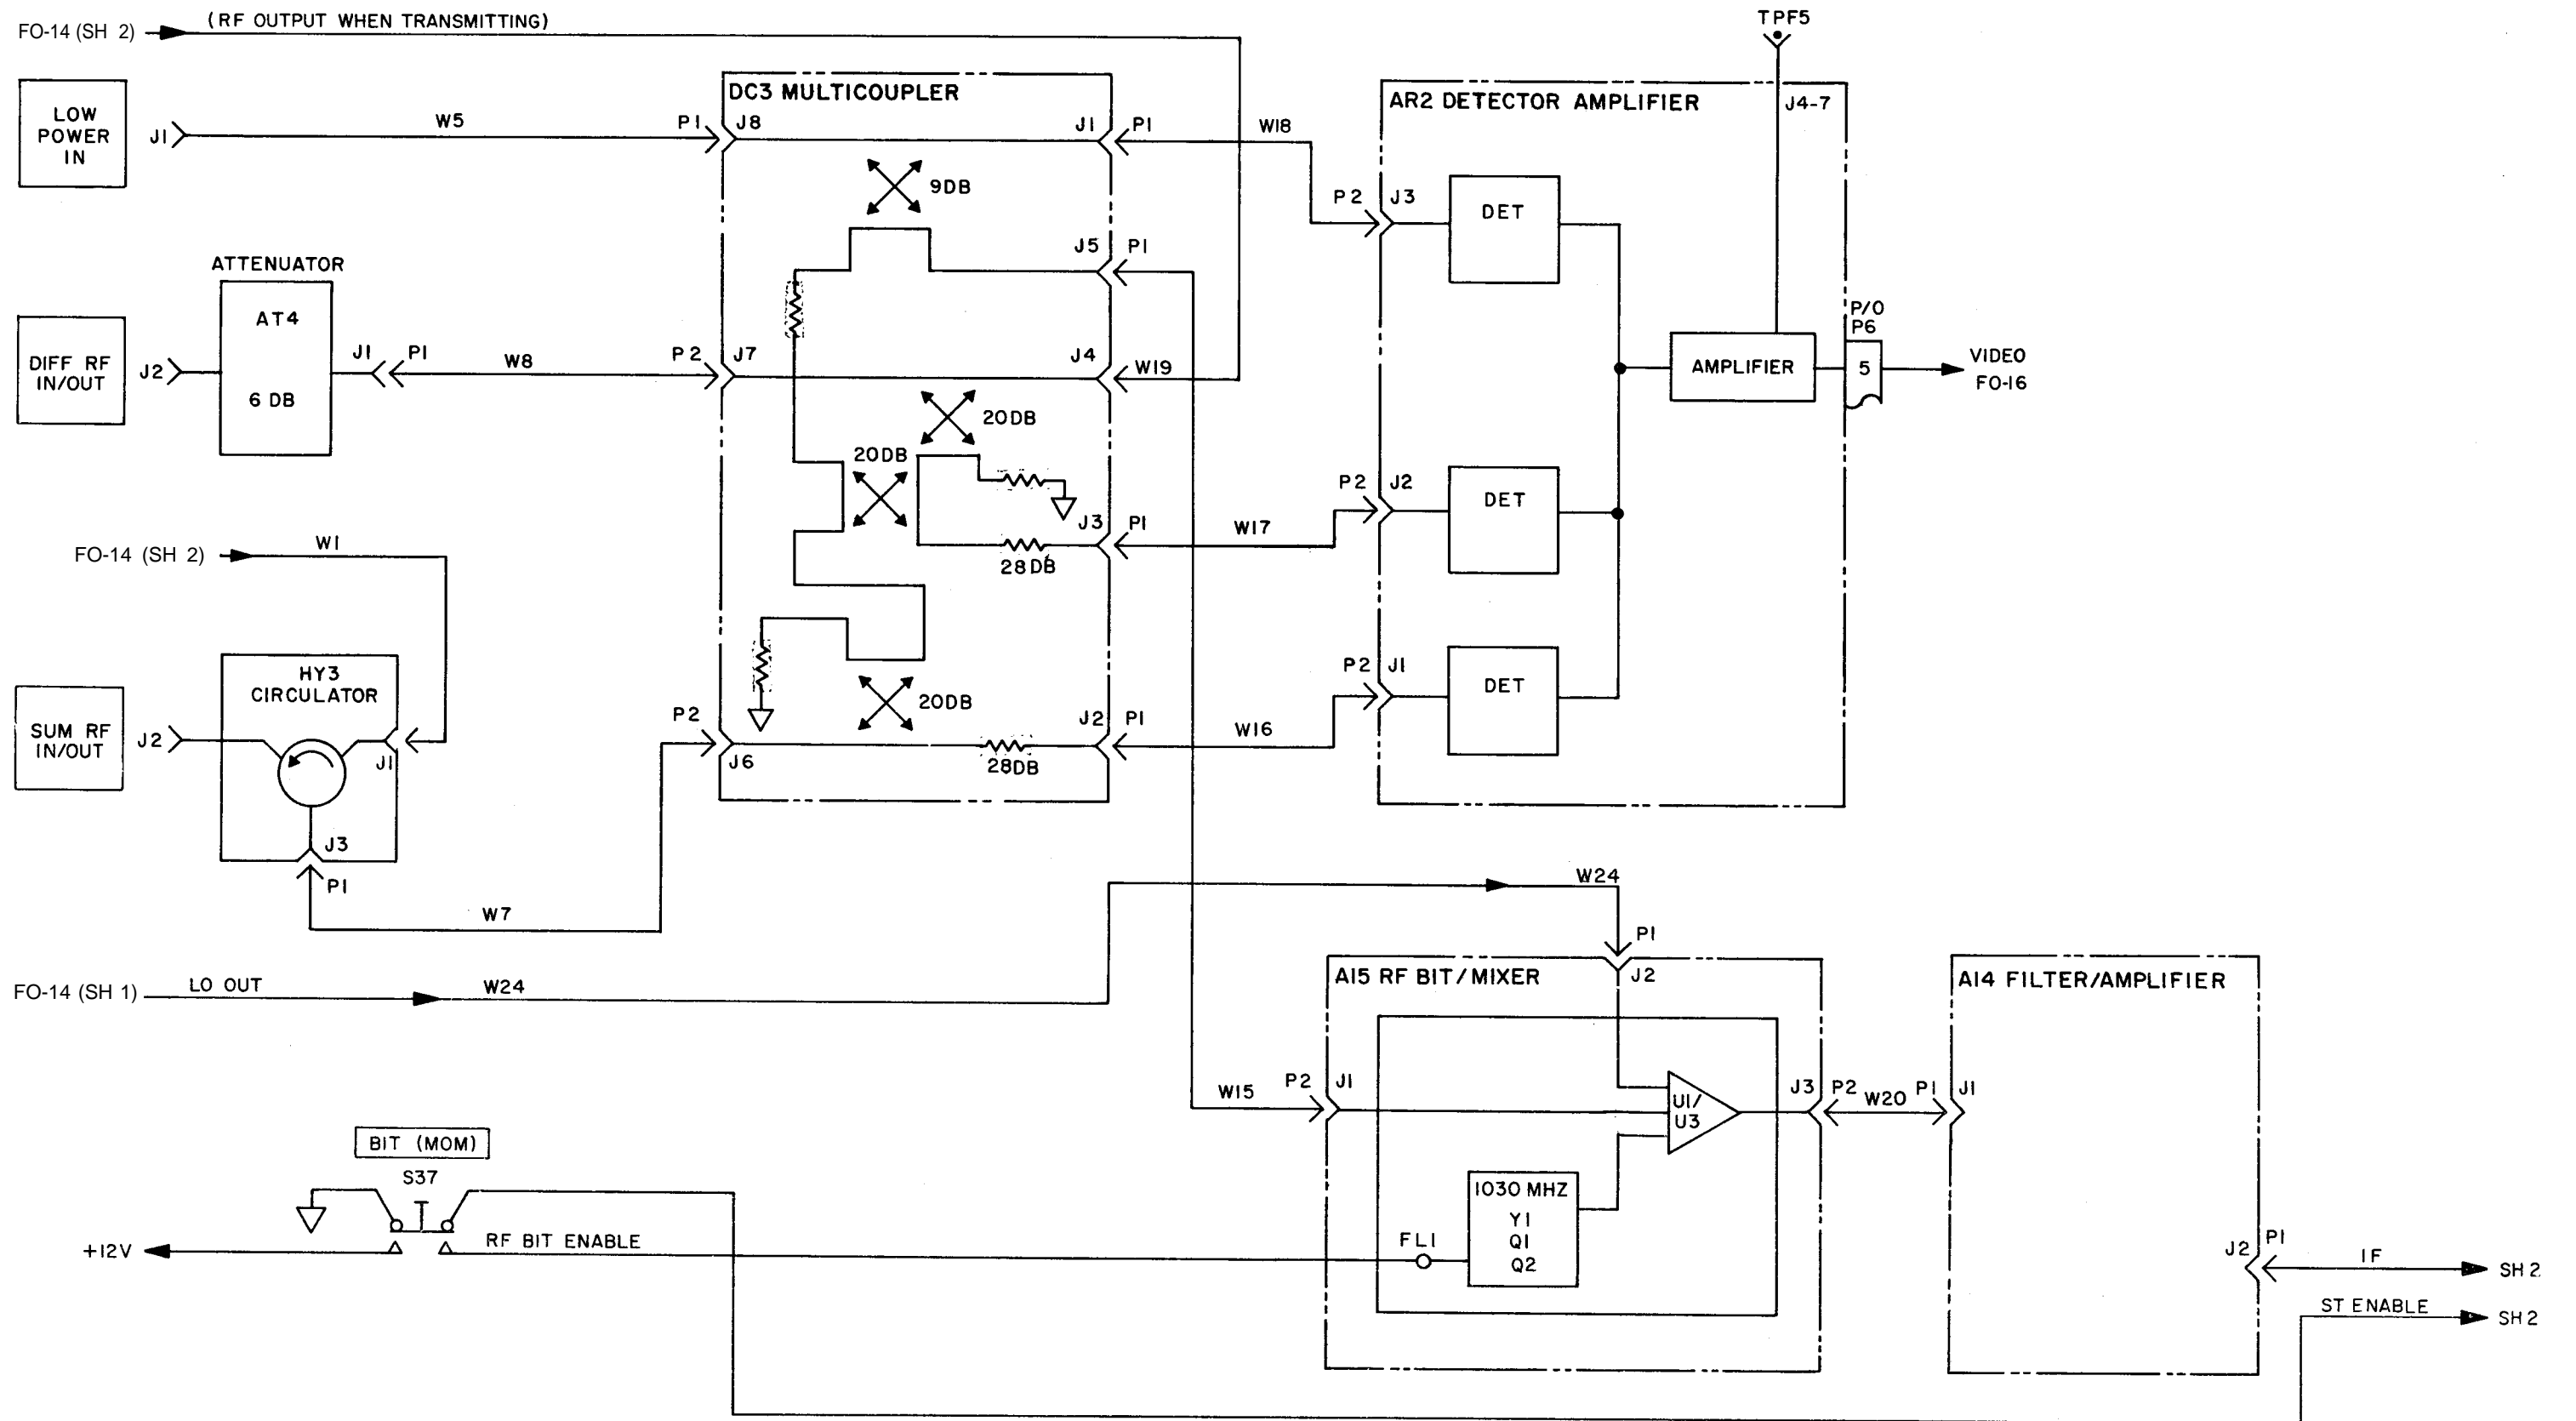 FO-14 (SH 2)
(RF OUTPUT WHEN TRANSMITTING)
TPF5
LOW
POWER
IN
J1
W5
P1
J8
DC3 MULTICOUPLER
J1
P1
W18
AR2 DETECTOR AMPLIFIER
J4-7
9DB
P2
J3
DET
J5
P1
ATTENUATOR
AT4
6 DB
DIFF RF
IN/OUT
J2
J1
P1
W8
P2
J7
J4
W19
AMPLIFIER
P/O
P6
5
VIDEO
FO-16
20DB
20DB
28DB
J3
P1
W17
P2
J2
DET
FO-14 (SH 2)
W1
HY3
CIRCULATOR
SUM RF
IN/OUT
J2
J1
J3
P1
W7
P2
J6
20DB
28DB
J2
P1
W16
P2
J1
DET
FO-14 (SH 1)
LO OUT
W24
W24
P1
J2
A15 RF BIT/MIXER
A14 FILTER/AMPLIFIER
W15
P2
J1
U1/
U3
J3
P2
W20
P1
J1
BIT (MOM)
S37
+12V
RF BIT ENABLE
FL1
1030 MHZ
Y1
Q1
Q2
J2
P1
IF
SH 2
ST ENABLE
SH 2